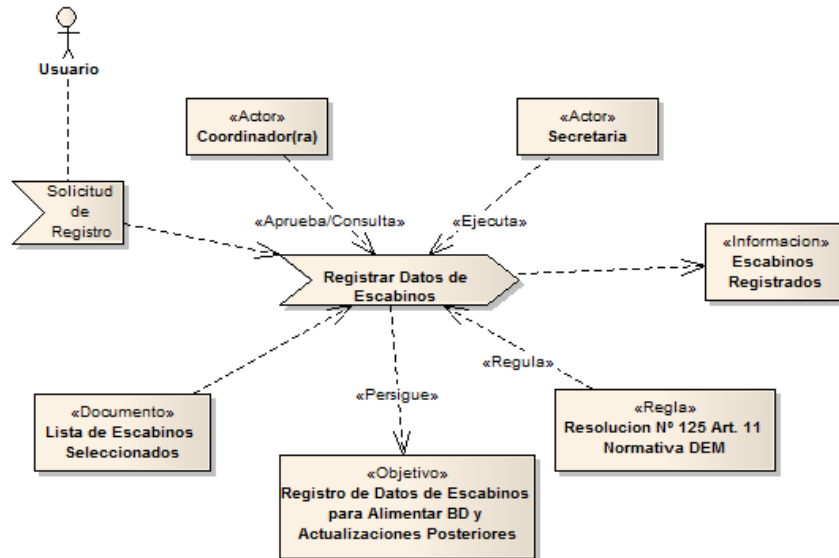 Usuario
«Actor»
Coordinador(ra)
«Actor»
Secretaria
Solicitud
de
Registro
«Aprueba/Consulta»
«Ejecuta»
«Informacion»
Escabinos
Registrados
Registrar Datos de
Escabinos
«Regula»
«Persigue»
«Documento»
Lista de Escabinos
Seleccionados
«Regla»
Resolucion Nº 125 Art. 11
Normativa DEM
«Objetivo»
Registro de Datos de Escabinos
para Alimentar BD y
Actualizaciones Posteriores